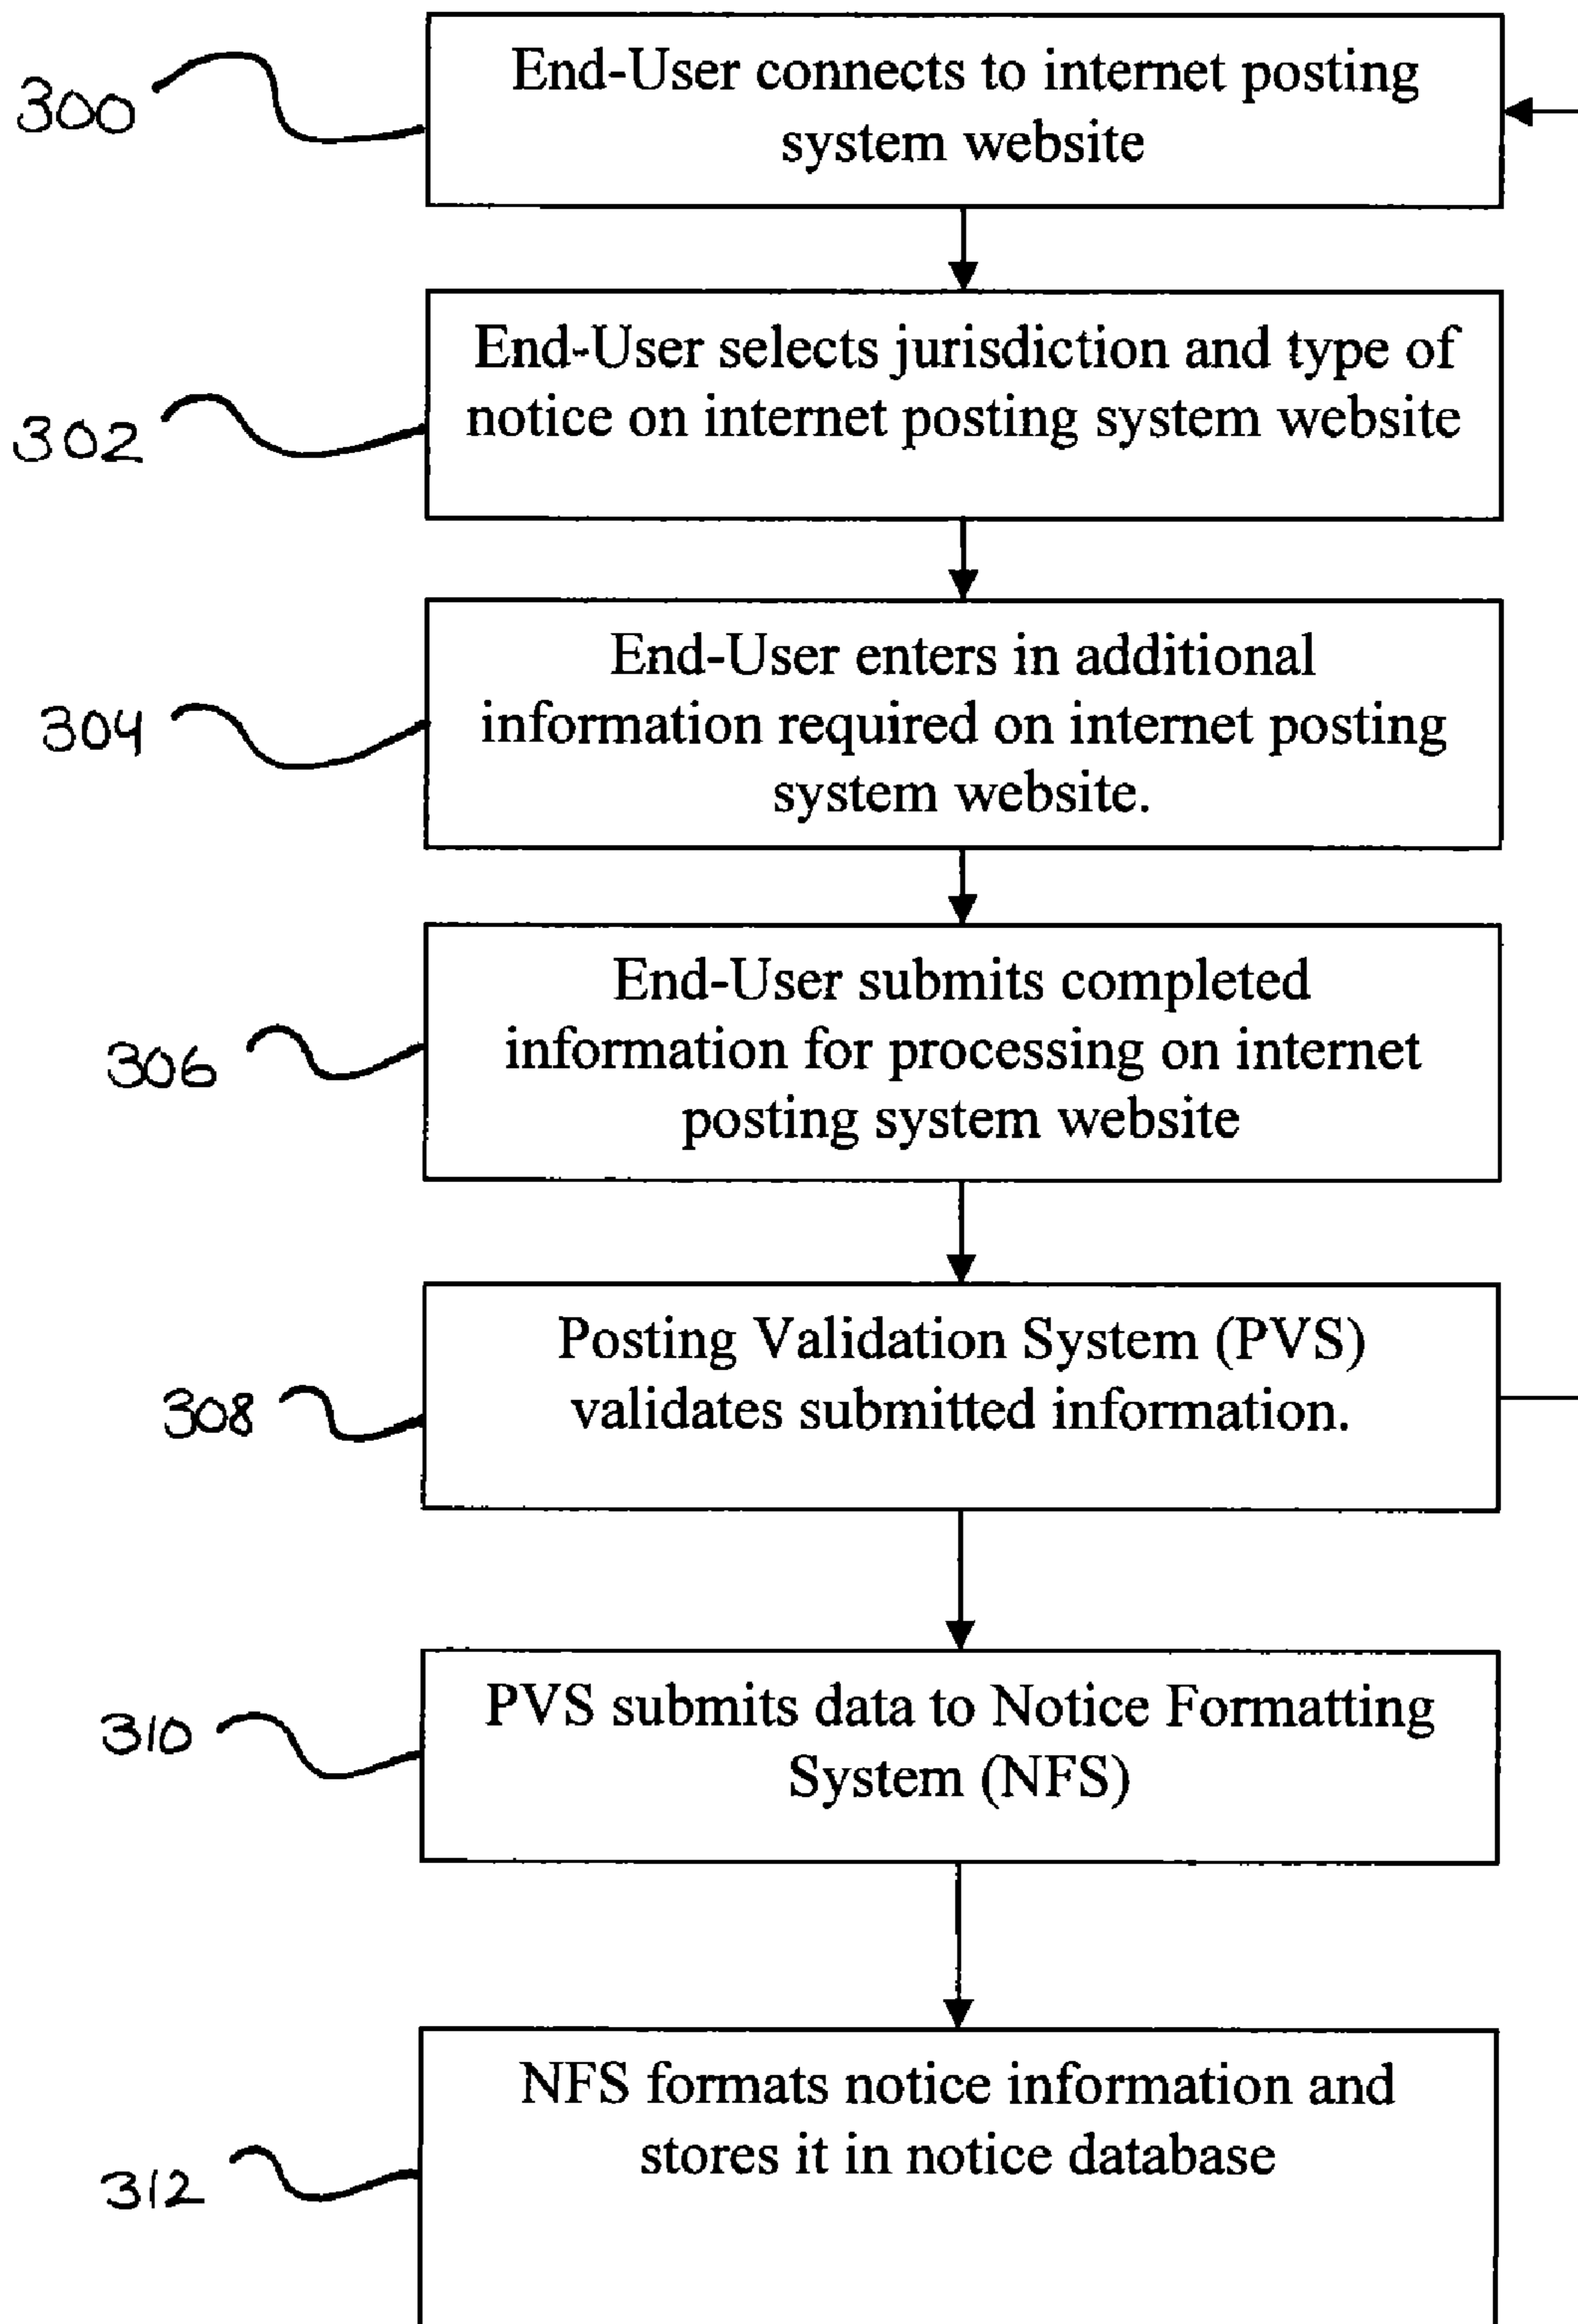 300
End-User connects to internet posting
system website
End-User selects jurisdiction and type of
notice on internet posting system website
302
End-User enters in additional
information required on internet posting
system website.
304
End-User submits completed
information for processing on internet
posting system website
306
Posting Validation System (PVS)
validates submitted information.
308
PVS submits data to Notice Formatting
System (NFS)
310
NFS formats notice information and
stores it in notice database
312